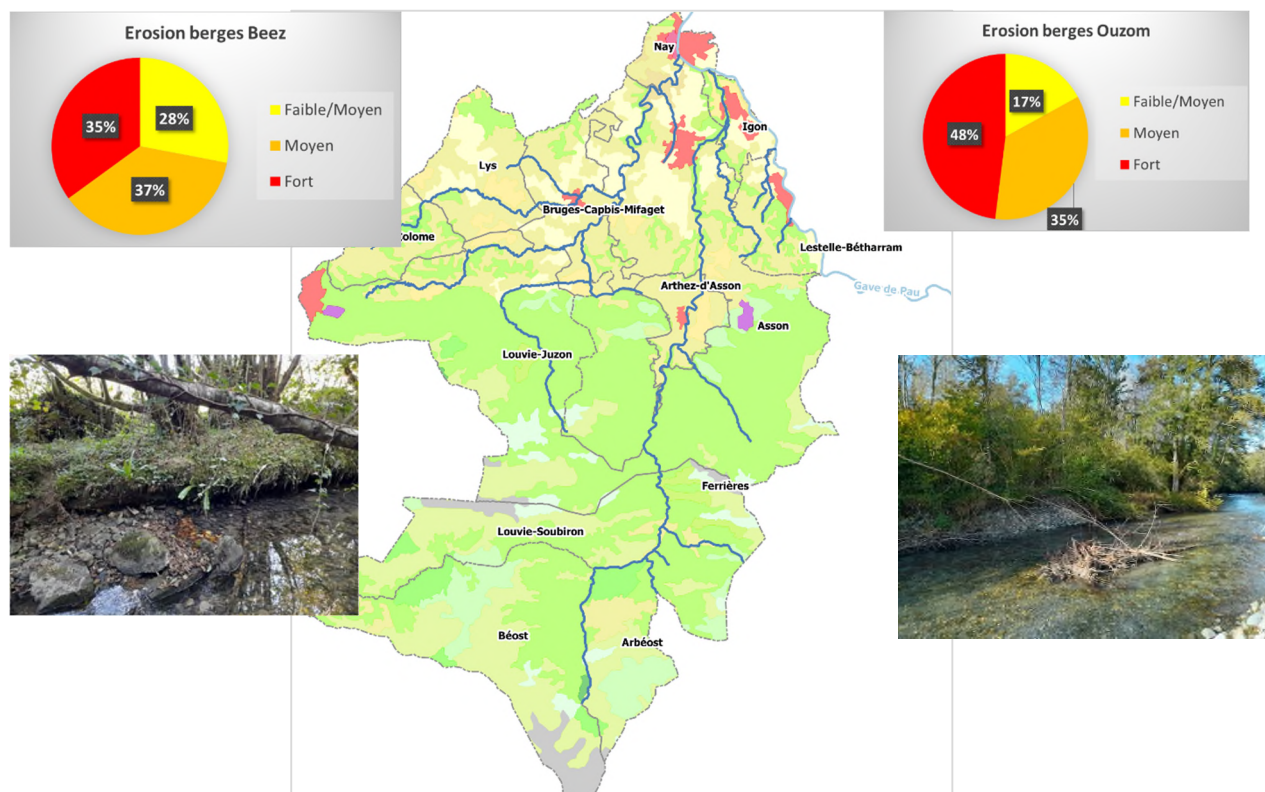 Erosion berges Beez
35%
28%
37%
Faible/Moyen
Moyen
Fort
Erosion berges Ouzom
17%
48%
35%
Faible/Moyen
Moyen
Fort
Nay
Igon
Lys
Bruges-Capbis-Mifaget
olome
Lestelle-Bétharram
Arthez-d'Asson
Gave de Pau
Asson
Louvie-Juzon
Ferrières
Louvie-Soubiron
Béost
Arbéost